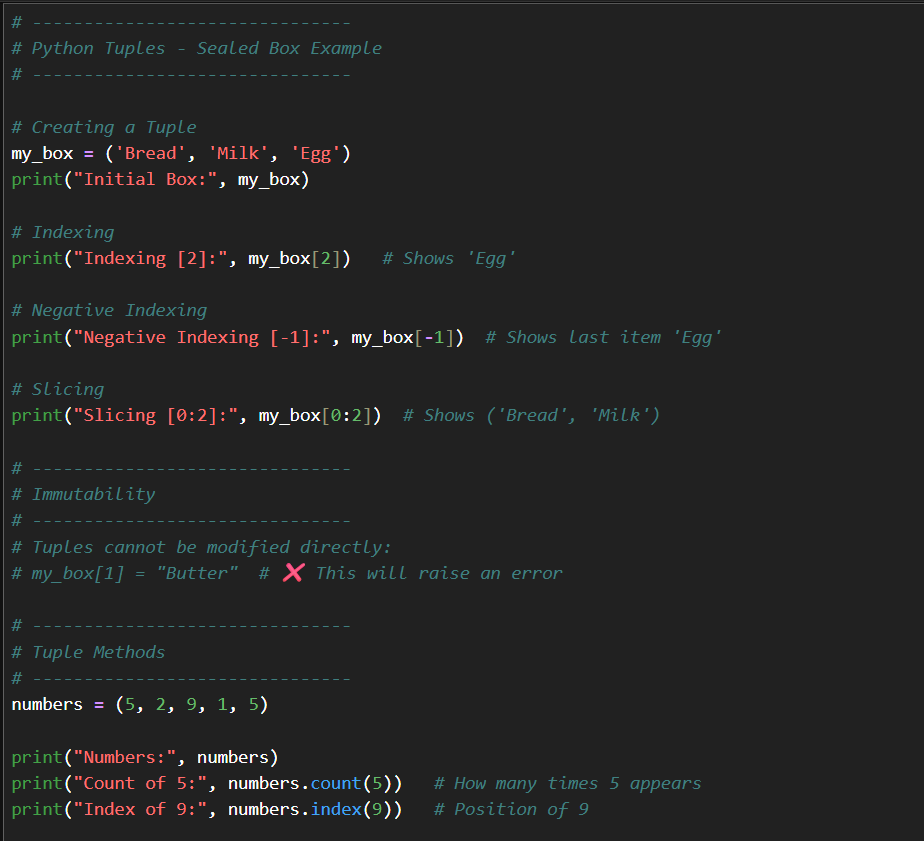 # -------------------------------
# Python Tuples - Sealed Box Example
# -------------------------------
# Creating a Tuple
my_box = ('Bread', 'Milk', 'Egg')
print("Initial Box:", my_box)
# Indexing
print("Indexing [2]:", my_box[2])   # Shows 'Egg'
# Negative Indexing
print("Negative Indexing [-1]:", my_box[-1])  # Shows last item 'Egg'
# Slicing
print("Slicing [0:2]:", my_box[0:2])  # Shows ('Bread', 'Milk')
# -------------------------------
# Immutability
# -------------------------------
# Tuples cannot be modified directly:
# my_box[1] = "Butter"  # ❌ This will raise an error
# -------------------------------
# Tuple Methods
# -------------------------------
numbers = (5, 2, 9, 1, 5)
print("Numbers:", numbers)
print("Count of 5:", numbers.count(5))   # How many times 5 appears
print("Index of 9:", numbers.index(9))   # Position of 9